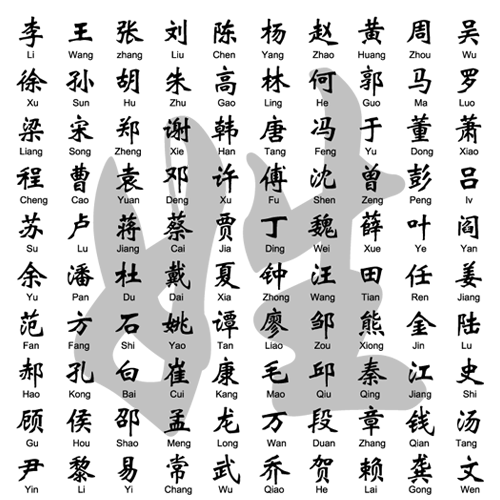 李 王 张 刘 陈 杨 赵 黄 周 吴
Li Wang zhang Liu Chen Yang Zhao Huang Zhou Wu
徐 孙 胡 朱 高 林 何 郭 马 罗
Xu Sun Hu Zhu Gao Ling He Guo Ma Luo
梁 宋 郑 谢 韩 唐 冯 于 董 萧
Liang Song Zheng Xie Han Tang Feng Yu Dong Xiao
程 曹 袁 邓 许 傅 沈 曾 彭 吕
Cheng Cao Yuan Deng Xu Fu Shen Zeng Peng lv
苏 卢 蒋 蔡 贾 丁 魏 薛 叶 阎
Su Lu Jiang Cai Jia Ding Wei Xue Ye Yan
余 潘 杜 戴 夏 钟 汪 田 任 姜
Yu Pan Du Dai Xia Zhong Wang Tian Ren Jiang
范 方 石 姚 谭 廖 邹 熊 金 陆
Fan Fang Shi Yao Tan Liao Zou Xiong Jin Lu
郝 孔 白 崔 康 毛 邱 秦 江 史
Hao Kong Bai Cui Kang Mao Qiu Qing Jiang Shi
顾 侯 邵 孟 龙 万 段 章 钱 汤
Gu Hou Shao Meng Long Wan Duan Zhang Qian Tang
尹 黎 易 常 武 乔 贺 赖 龚 文
Yin Li Yi Chang Wu Qiao He Lai Gong Wen
姓